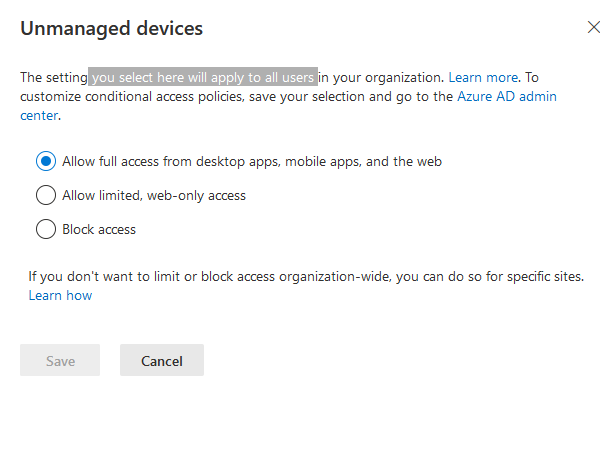 Unmanaged devices
The setting you select here will apply to all users in your organization. Learn more. To
customize conditional access policies, save your selection and go to the Azure AD admin
center.
Allow full access from desktop apps, mobile apps, and the web
Allow limited, web-only access
Block access
If you don't want to limit or block access organization-wide, you can do so for specific sites.
Learn how
Save Cancel